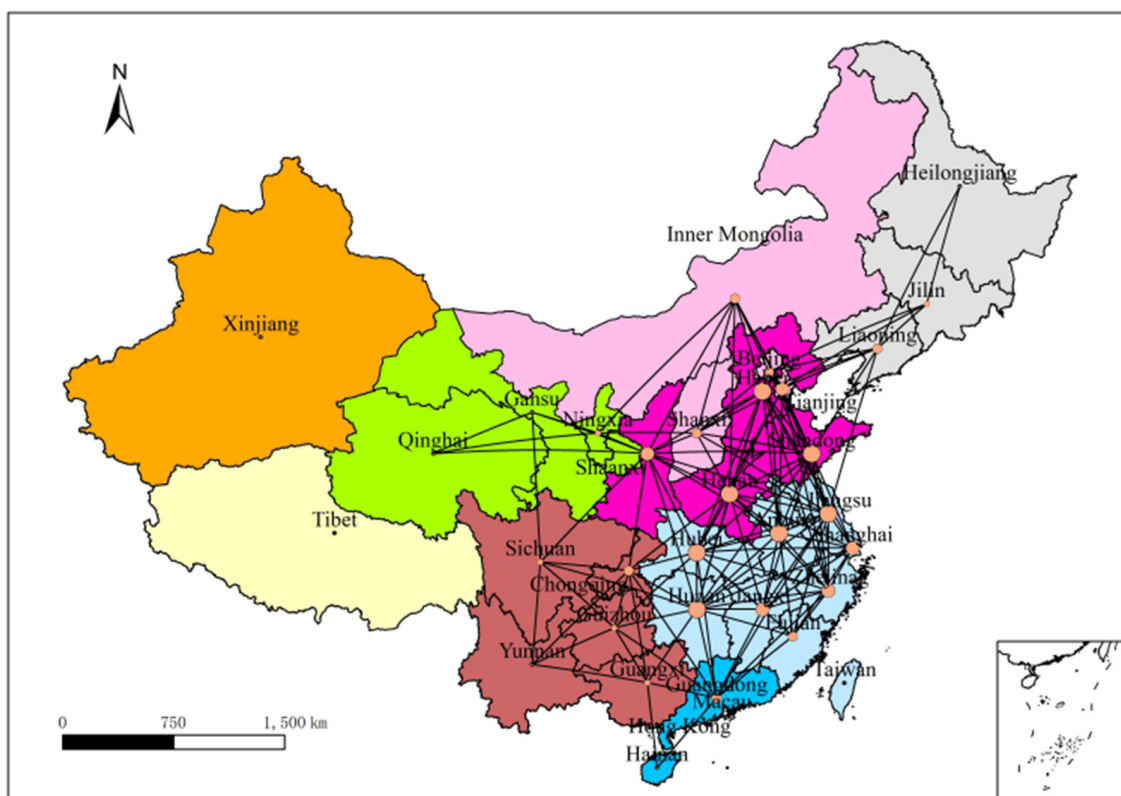 N
Heilongjiang
Inner Mongolia
Jilin
Xinjiang
Liaoning
Beijing
Tianjing
Gansu
Ningxia
Shanxi
Qinghai
Shandong
Shaanxi
Henan
Jiangsu
Tibet
Shanghai
Hubei
Sichuan
Chongqing
Hunan
Jiangxi
Guizhou
Fujian
Yunnan
Guangxi
Taiwan
Guangdong
Macau
0 750 1,500 km
Hong Kong
Hainan